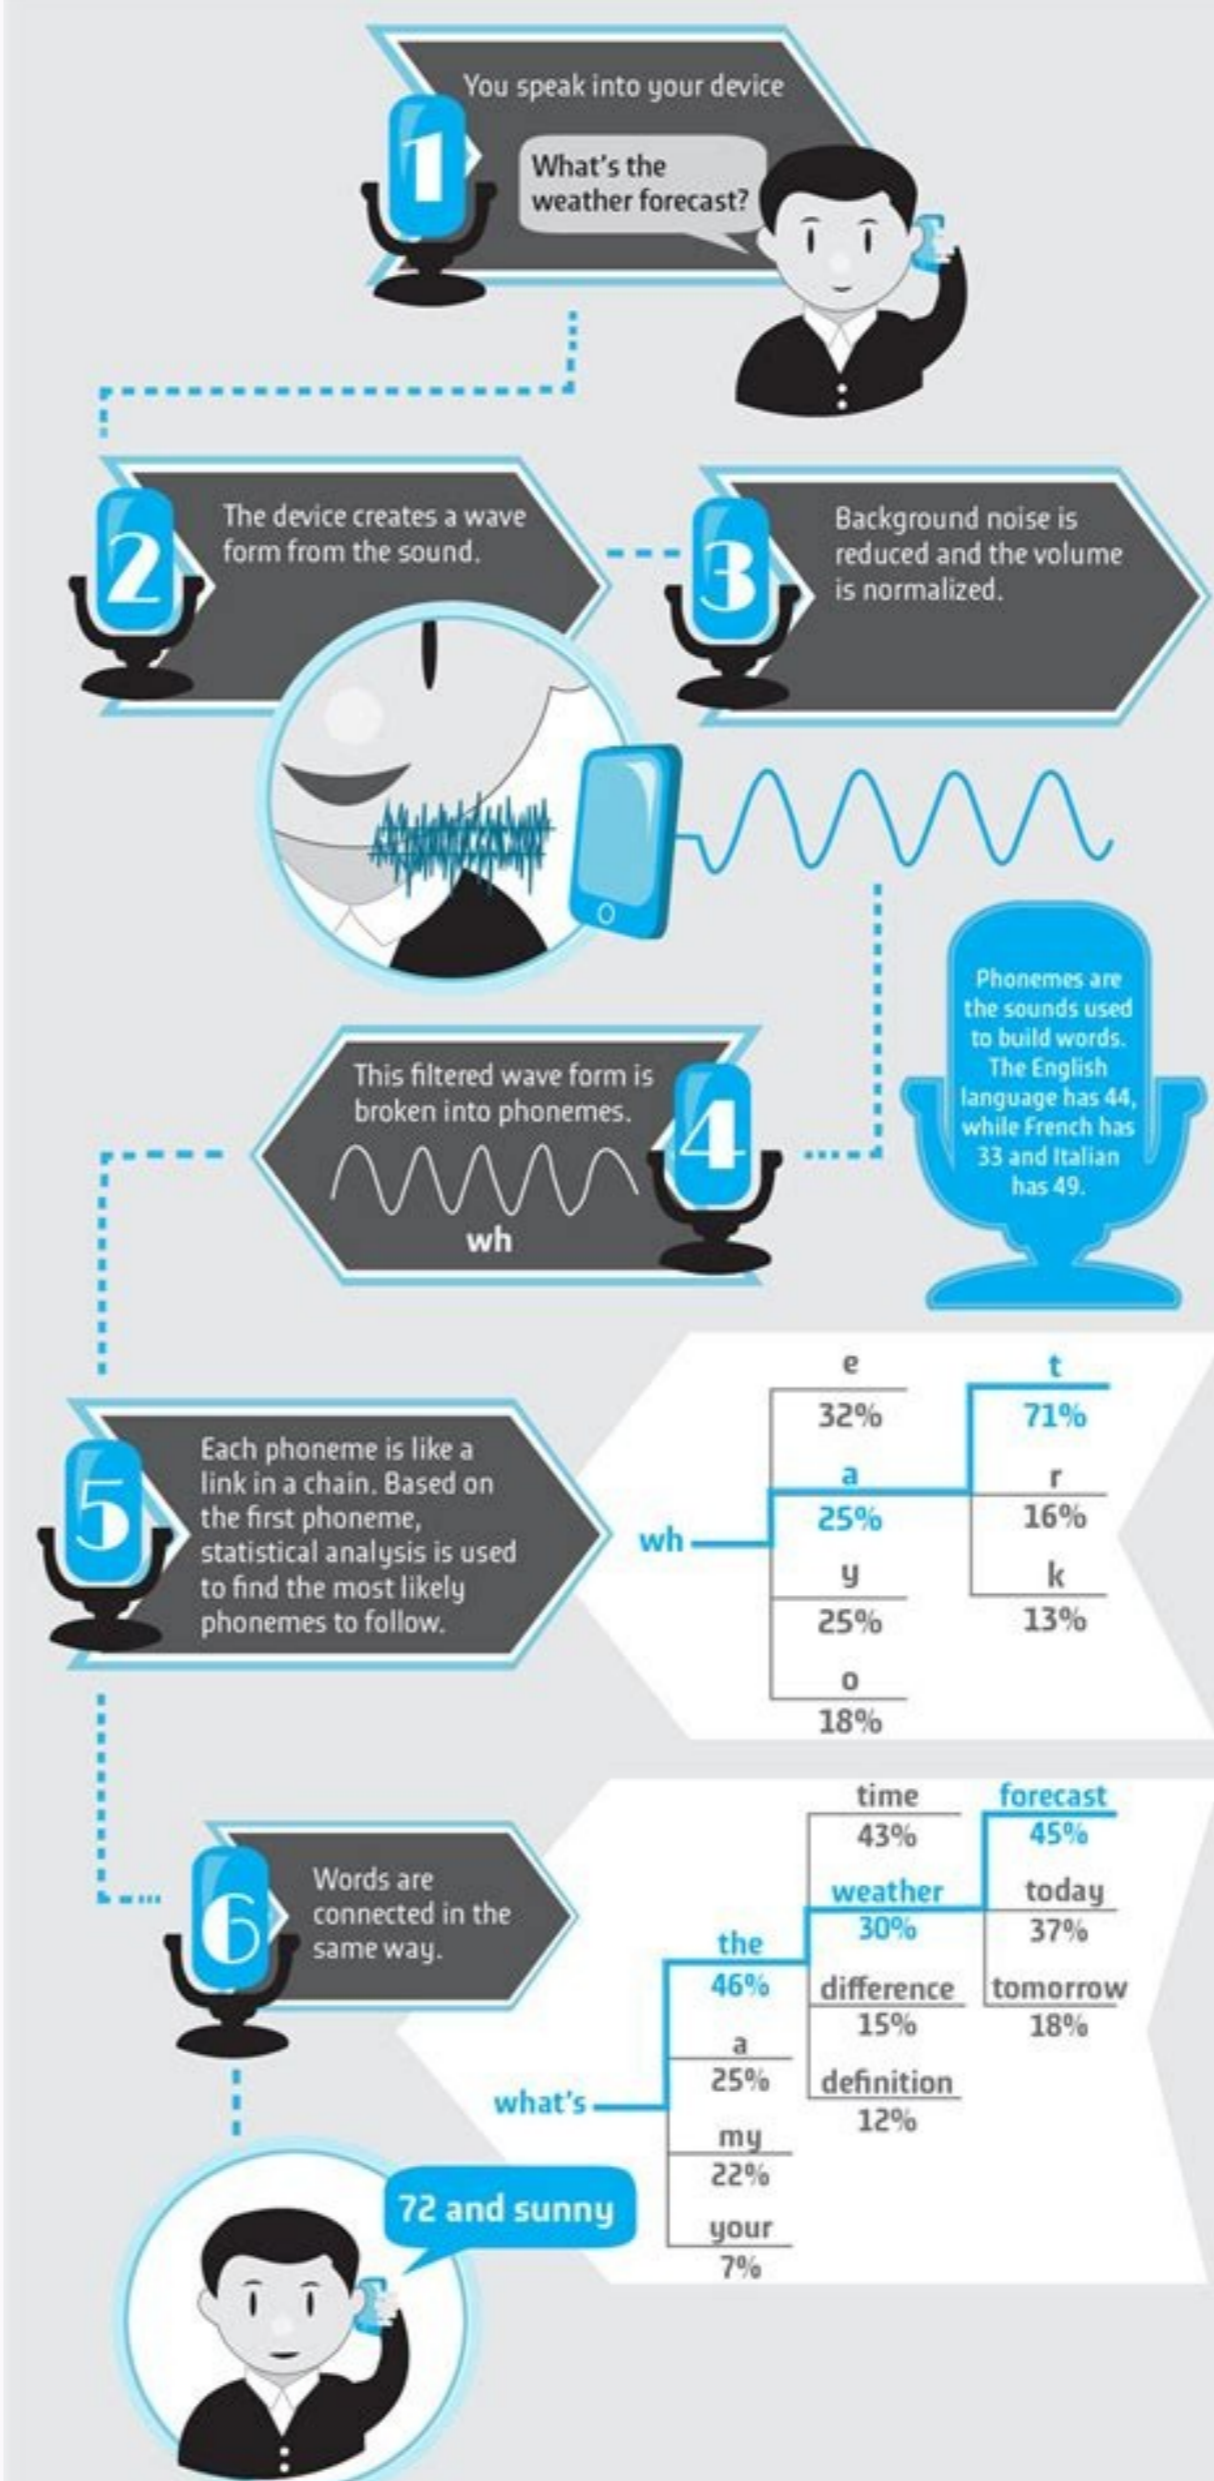 You speak into your device
1
What's the
weather forecast?
2
The device creates a wave
form from the sound.
3
Background noise is
reduced and the volume
is normalized.
Phonemes are
the sounds used
to build words.
The English
language has 44,
while French has
33 and Italian
has 49.
This filtered wave form is
broken into phonemes.
4
wh
5
Each phoneme is like a
link in a chain. Based on
the first phoneme,
statistical analysis is used
to find the most likely
phonemes to follow.
wh
e
32%
a
25%
y
25%
o
18%
t
71%
r
16%
k
13%
6
Words are
connected in the
same way.
what's
the
46%
a
25%
my
22%
your
7%
time
43%
weather
30%
difference
15%
definition
12%
forecast
45%
today
37%
tomorrow
18%
72 and sunny